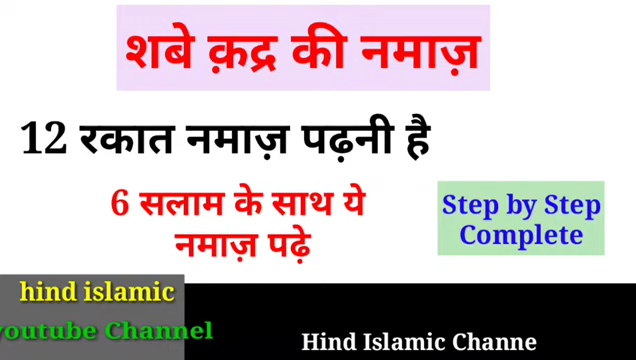 शबे क़द्र की नमाज़
12 रकात नमाज़ पढ़नी है
6 सलाम के साथ ये
नमाज़ पढ़े
Step by Step
Complete
hind islamic
youtube Channel
Hind Islamic Channe